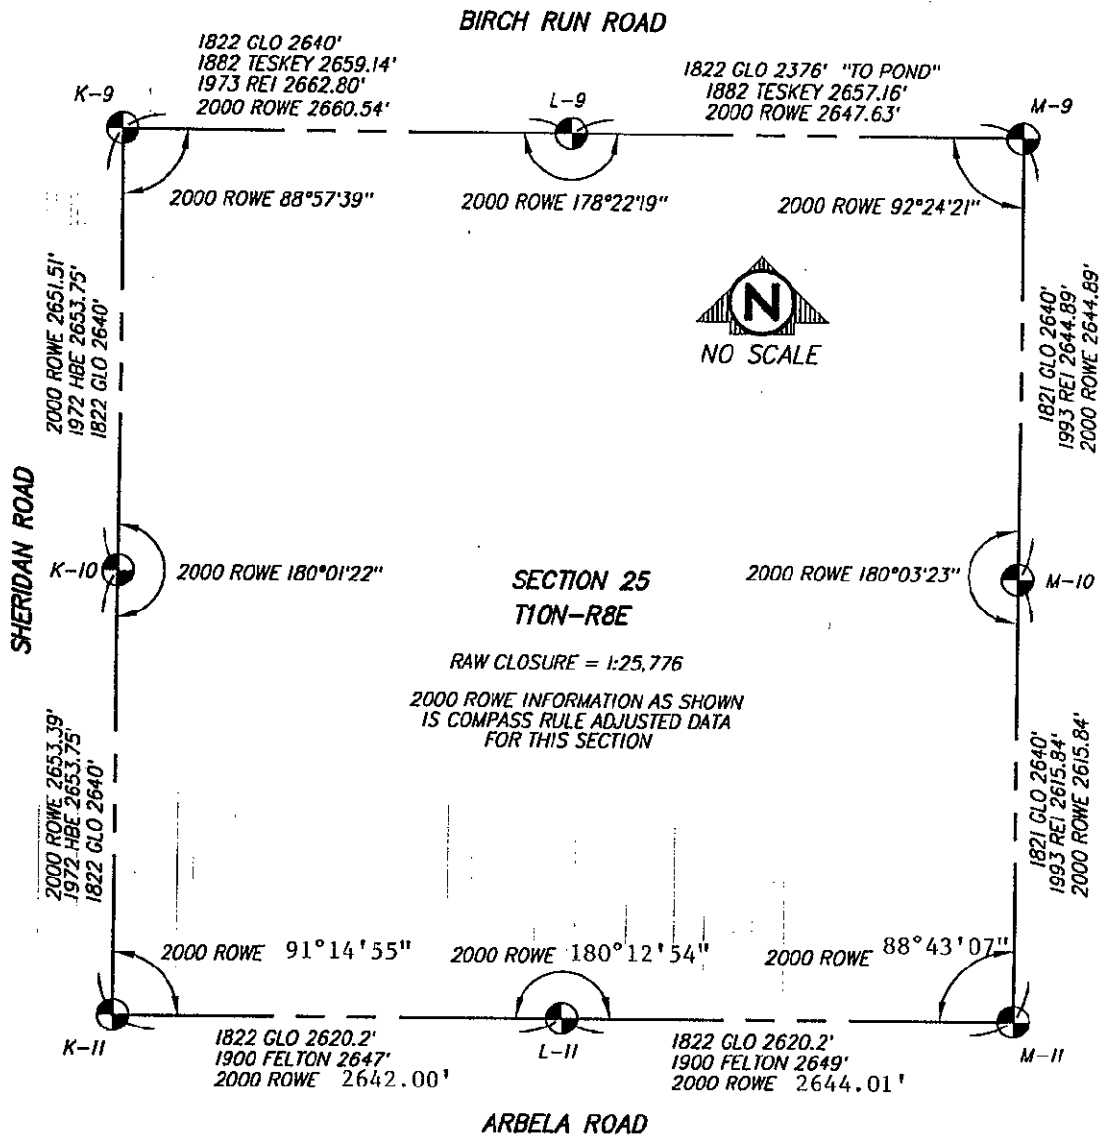 BIRCH RUN ROAD
1822 GLO 2640'
1882 TESKEY 2659.14'
1973 REI 2662.80'
2000 ROWE 2660.54'
1822 GLO 2376' "TO POND"
1882 TESKEY 2657.16'
2000 ROWE 2647.63'
K-9
L-9
M-9
2000 ROWE 88°57'39"
2000 ROWE 178°22'19"
2000 ROWE 92°24'21"
2000 ROWE 2651.51'
1972 HBE 2653.75'
1822 GLO 2640'
N
NO SCALE
1821 GLO 2640'
1993 REI 2644.89'
2000 ROWE 2644.89'
SHERIDAN ROAD
K-10
2000 ROWE 180°01'22"
SECTION 25
T10N-R8E
2000 ROWE 180°03'23"
M-10
RAW CLOSURE = 1:25,776
2000 ROWE INFORMATION AS SHOWN
IS COMPASS RULE ADJUSTED DATA
FOR THIS SECTION
2000 ROWE 2653.39'
1972 HBE 2653.75'
1822 GLO 2640'
1821 GLO 2640'
1993 REI 2615.84'
2000 ROWE 2615.84'
2000 ROWE 91°14'55"
2000 ROWE 180°12'54"
2000 ROWE 88°43'07"
K-11
L-11
M-11
1822 GLO 2620.2'
1900 FELTON 2647'
2000 ROWE 2642.00'
1822 GLO 2620.2'
1900 FELTON 2649'
2000 ROWE 2644.01'
ARBELA ROAD